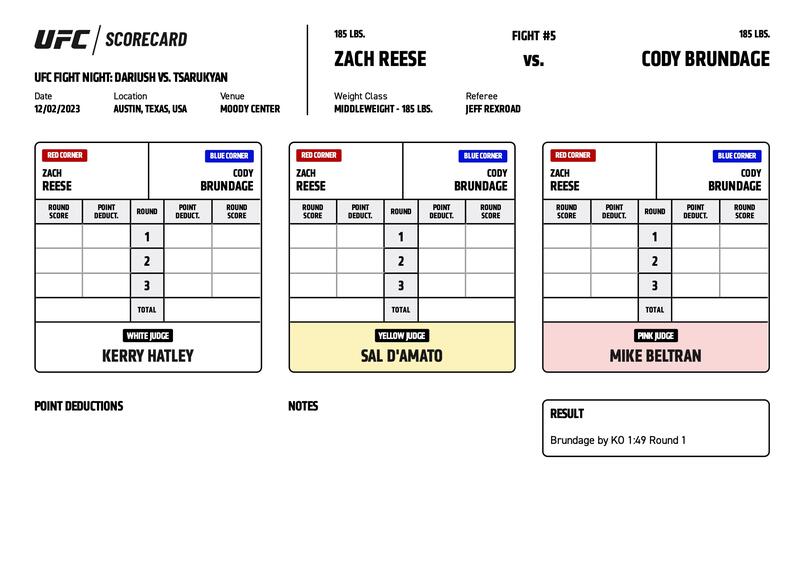 UFC / SCORECARD
UFC FIGHT NIGHT: DARIUSH VS. TSARUKYAN
Date Location Venue
12/02/2023 AUSTIN, TEXAS, USA MOODY CENTER
185 LBS. FIGHT #5 185 LBS.
ZACH REESE VS. CODY BRUNDAGE
Weight Class Referee
MIDDLEWEIGHT - 185 LBS. JEFF REXROAD
RED CORNER BLUE CORNER
ZACH CODY
REESE BRUNDAGE
ROUND SCORE POINT DEDUCT. ROUND POINT DEDUCT. ROUND SCORE
1
2
3
TOTAL
WHITE JUDGE
KERRY HATLEY
RED CORNER BLUE CORNER
ZACH CODY
REESE BRUNDAGE
ROUND SCORE POINT DEDUCT. ROUND POINT DEDUCT. ROUND SCORE
1
2
3
TOTAL
YELLOW JUDGE
SAL D'AMATO
RED CORNER BLUE CORNER
ZACH CODY
REESE BRUNDAGE
ROUND SCORE POINT DEDUCT. ROUND POINT DEDUCT. ROUND SCORE
1
2
3
TOTAL
PINK JUDGE
MIKE BELTRAN
POINT DEDUCTIONS
NOTES
RESULT
Brundage by KO 1:49 Round 1